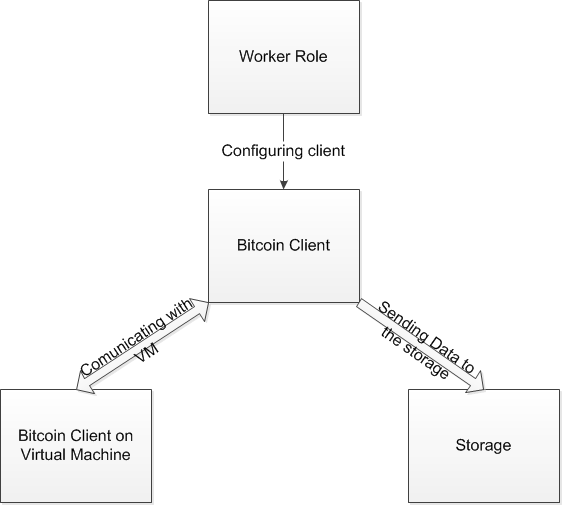 Worker Role
Configuring client
Bitcoin Client
Comunicating with
VM
Sending Data to
the storage
Bitcoin Client on
Virtual Machine
Storage